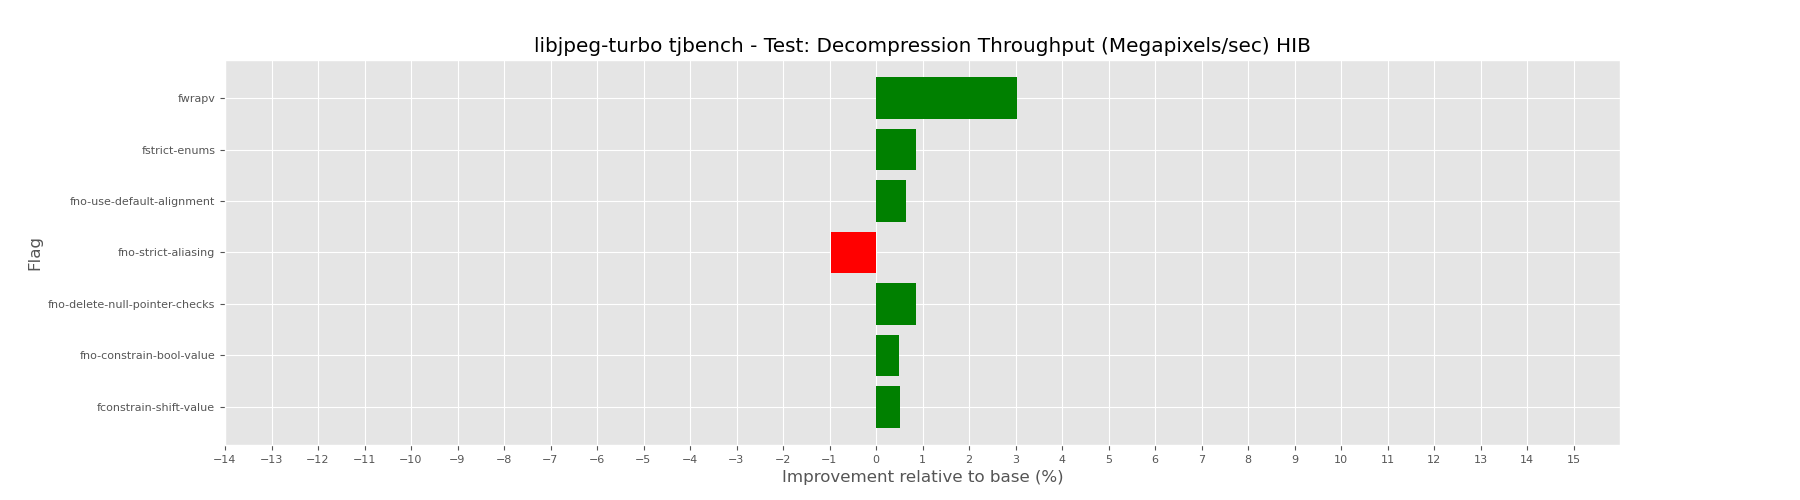 libjpeg-turbo tjbench - Test: Decompression Throughput (Megapixels/sec) HIB
Flag
fwrapv
fstrict-enums
fno-use-default-alignment
fno-strict-aliasing
fno-delete-null-pointer-checks
fno-constrain-bool-value
fconstrain-shift-value
−14 −13 −12 −11 −10 −9 −8 −7 −6 −5 −4 −3 −2 −1 0 1 2 3 4 5 6 7 8 9 10 11 12 13 14 15
Improvement relative to base (%)